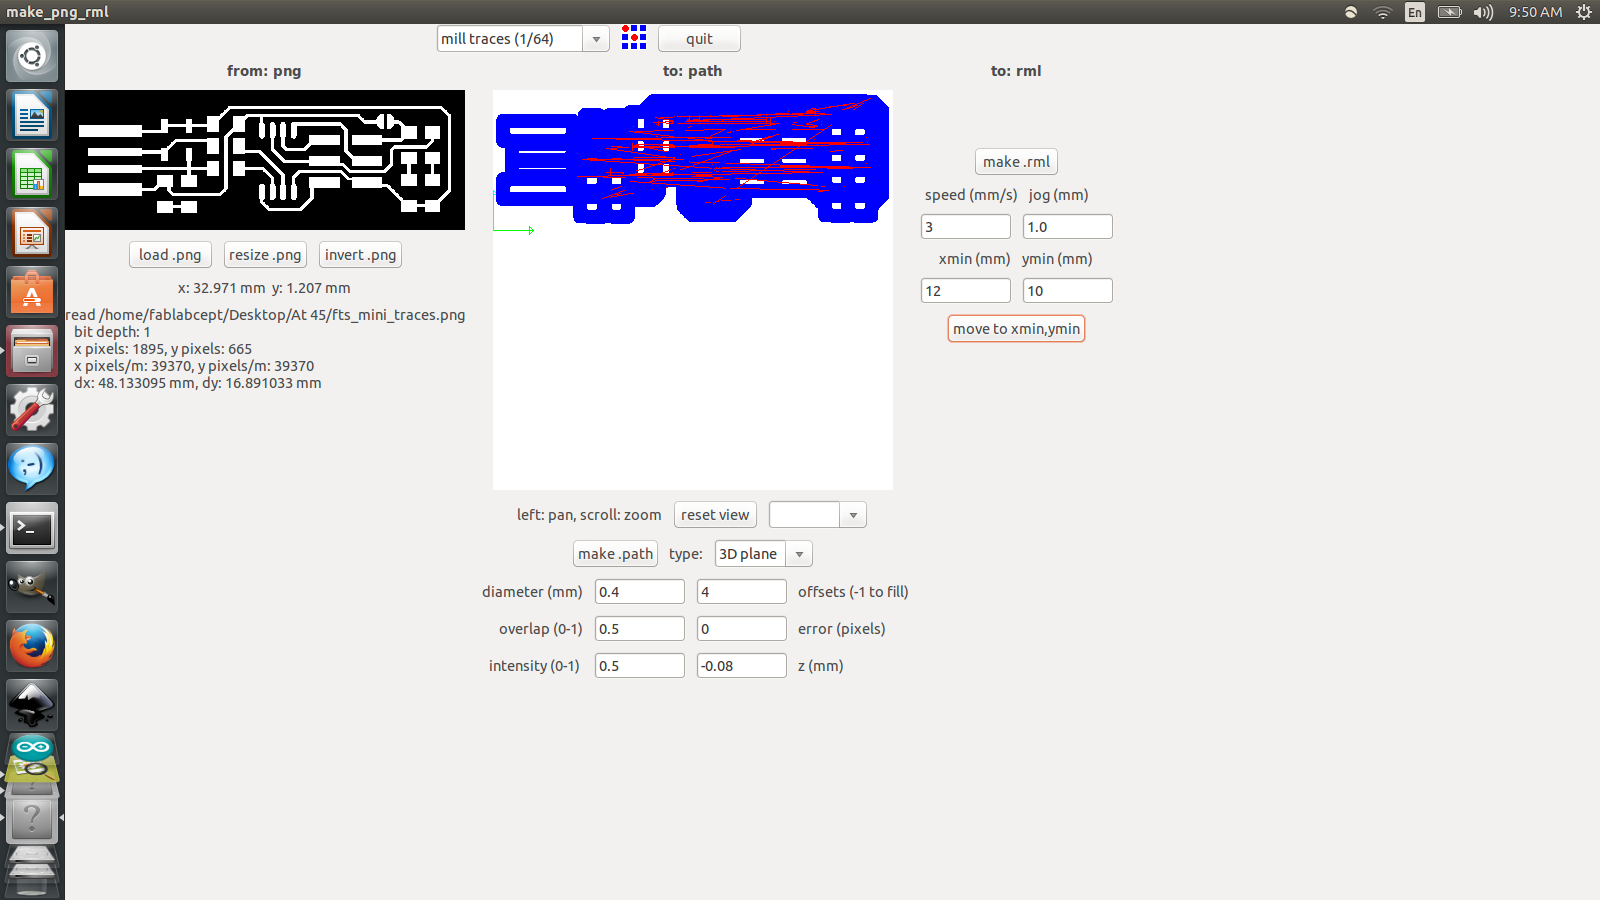 make_png_rml
En
9:50 AM
mill traces (1/64)
quit
from: png
to: path
to: rml
load .png
resize .png
invert .png
x: 32.971 mm y: 1.207 mm
read /home/fablabcept/Desktop/At 45/fts_mini_traces.png
bit depth: 1
x pixels: 1895, y pixels: 665
x pixels/m: 39370, y pixels/m: 39370
dx: 48.133095 mm, dy: 16.891033 mm
left: pan, scroll: zoom
reset view
make .path
type:
3D plane
diameter (mm)
0.4
4
offsets (-1 to fill)
overlap (0-1)
0.5
0
error (pixels)
intensity (0-1)
0.5
-0.08
z (mm)
make .rml
speed (mm/s)
jog (mm)
3
1.0
xmin (mm)
ymin (mm)
12
10
move to xmin,ymin